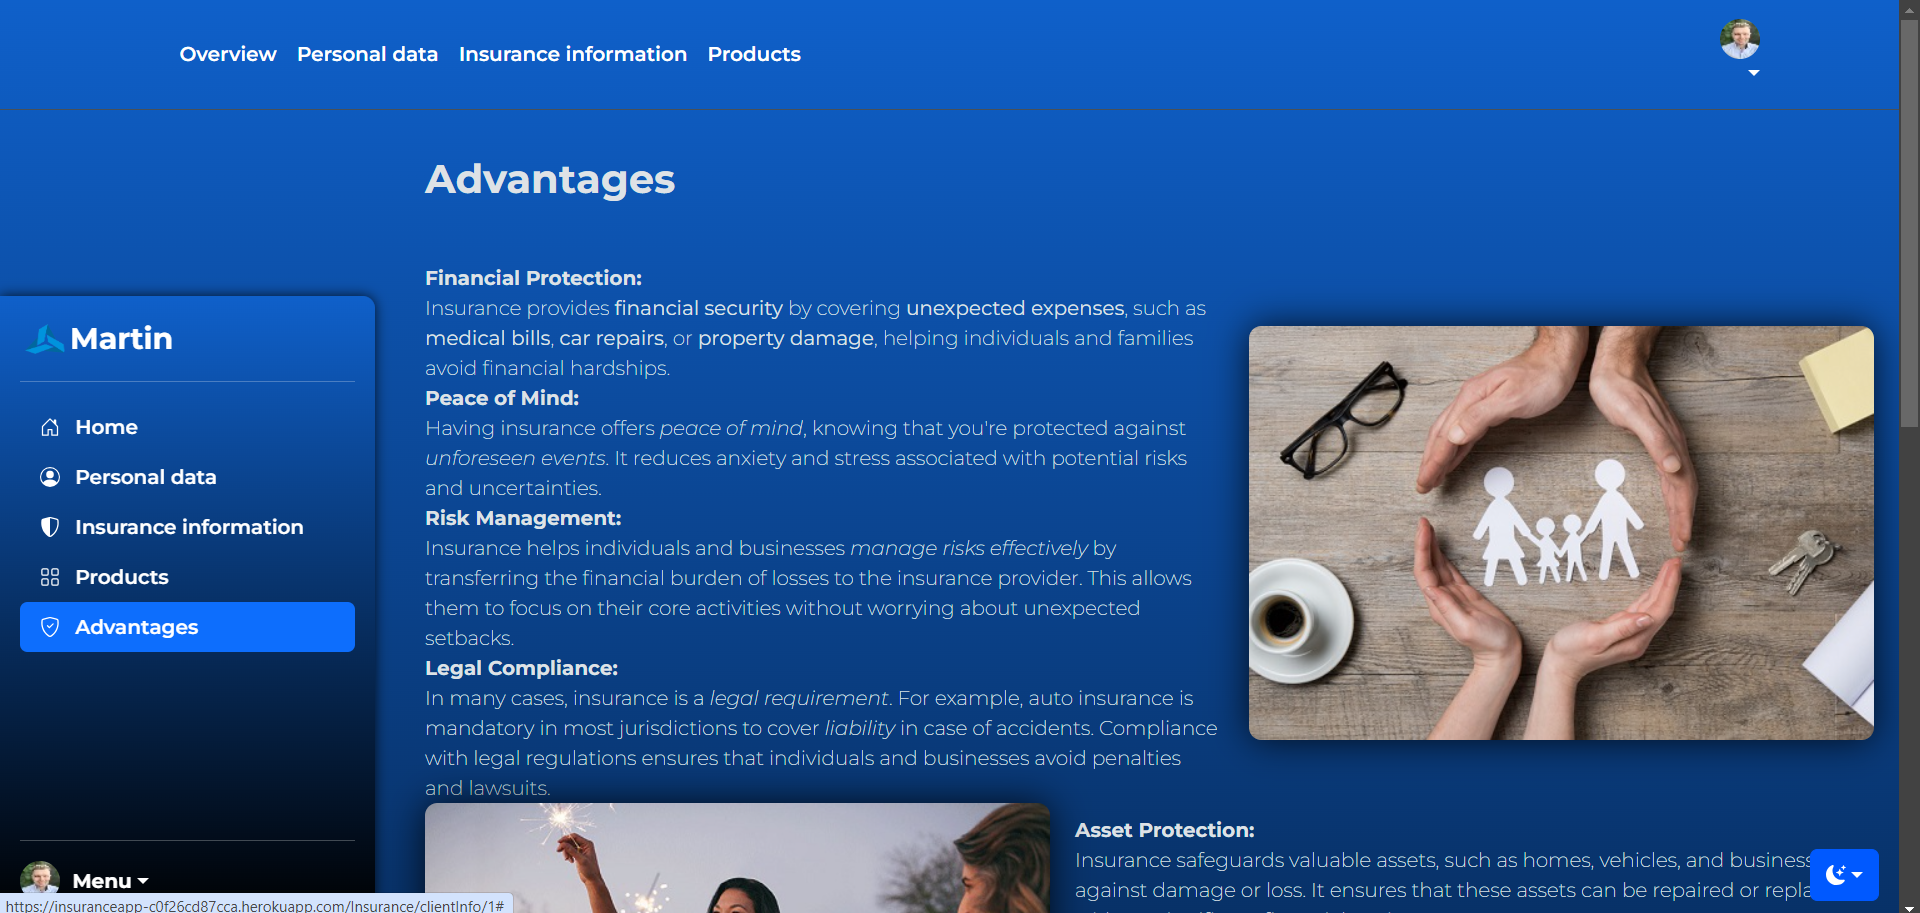 Overview Personal data Insurance information Products
Advantages
Financial Protection:
Insurance provides financial security by covering unexpected expenses, such as
medical bills, car repairs, or property damage, helping individuals and families
avoid financial hardships.
Peace of Mind:
Having insurance offers peace of mind, knowing that you're protected against
unforeseen events. It reduces anxiety and stress associated with potential risks
and uncertainties.
Risk Management:
Insurance helps individuals and businesses manage risks effectively by
transferring the financial burden of losses to the insurance provider. This allows
them to focus on their core activities without worrying about unexpected
setbacks.
Legal Compliance:
In many cases, insurance is a legal requirement. For example, auto insurance is
mandatory in most jurisdictions to cover liability in case of accidents. Compliance
with legal regulations ensures that individuals and businesses avoid penalties
and lawsuits.
Martin
Home
Personal data
Insurance information
Products
Advantages
Menu
Asset Protection:
Insurance safeguards valuable assets, such as homes, vehicles, and business
against damage or loss. It ensures that these assets can be repaired or repla
https://insuranceapp-c0f26cd87cca.herokuapp.com/Insurance/clientInfo/1#